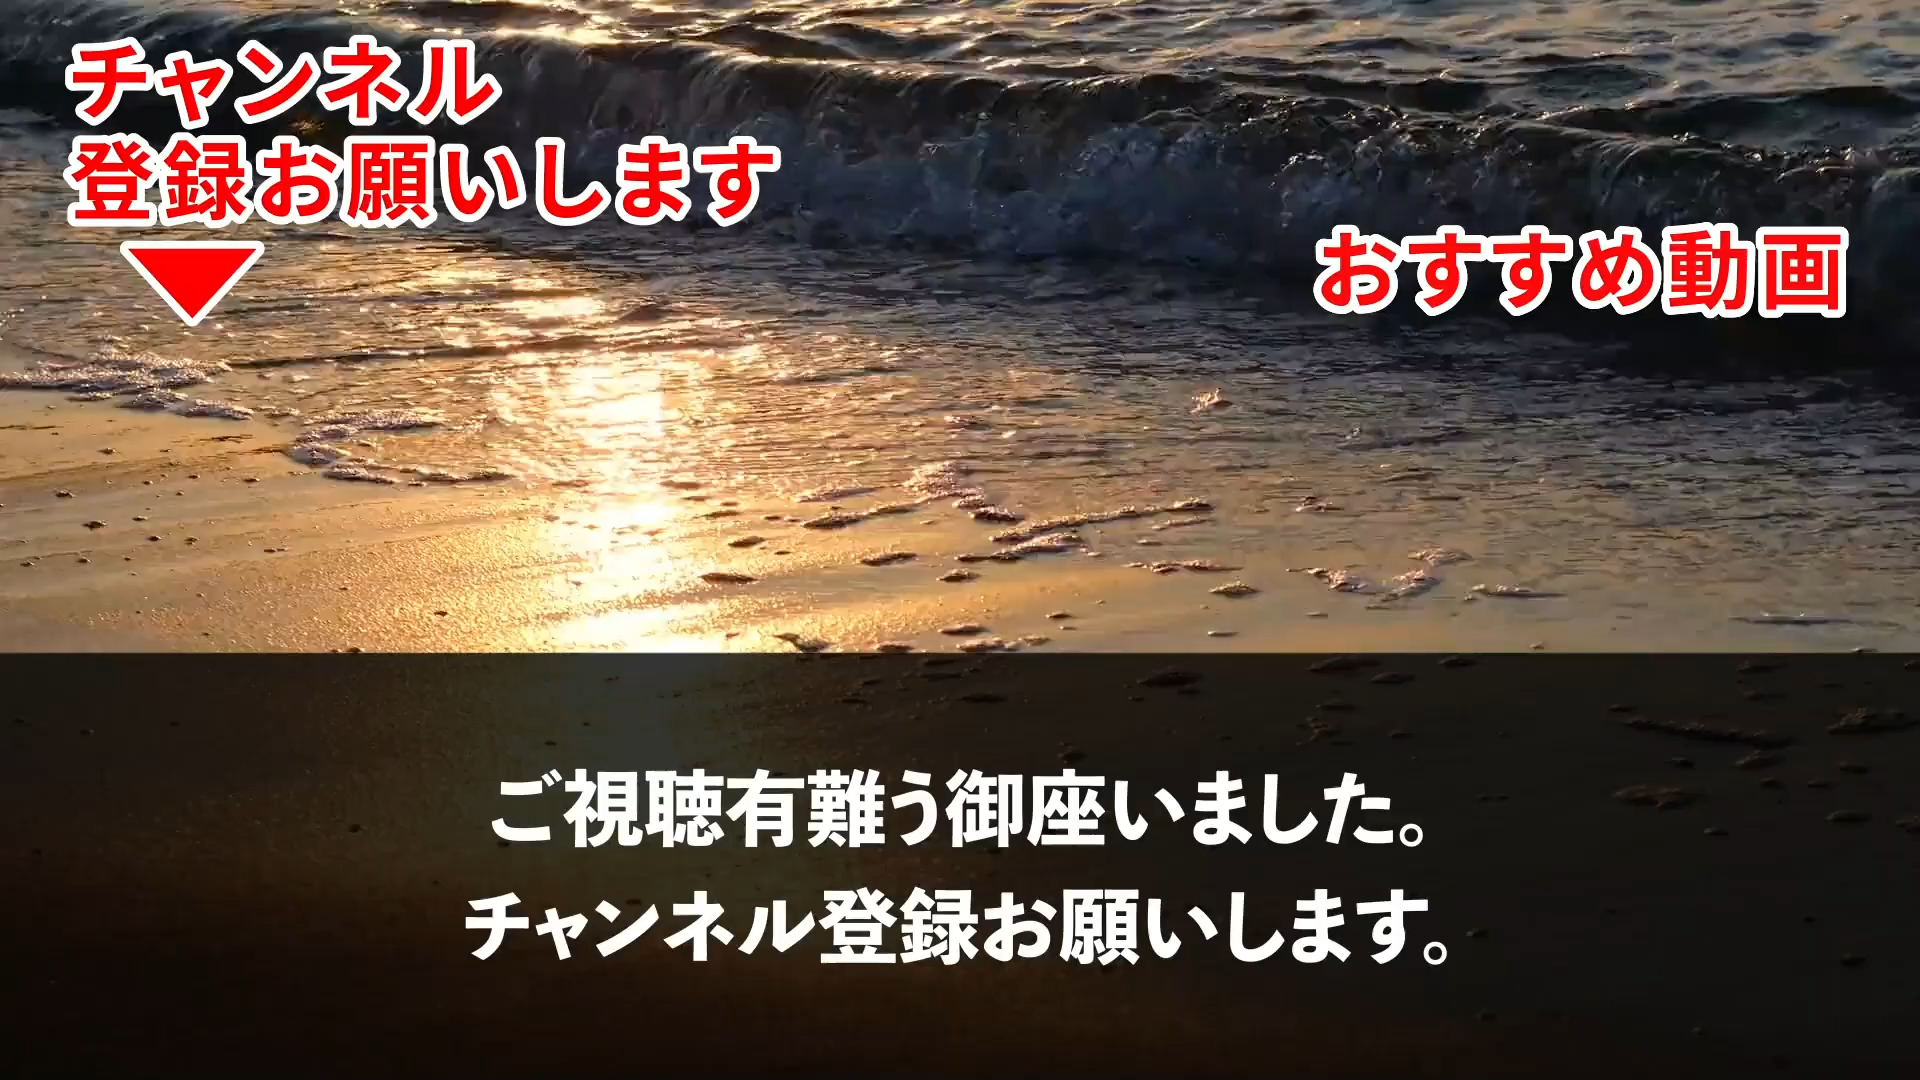 チャンネル
登録お願いします
おすすめ動画
ご視聴有難う御座いました。
チャンネル登録お願いします。